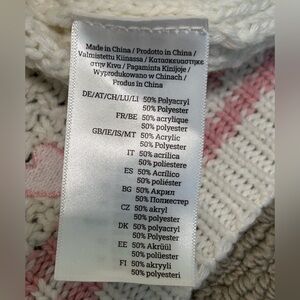 Made in China / Prodotto in China /
Valmistettu Kiinassa / Κατασκευάστηκε
στην Κίνα / Pagaminta Kinijoje /
Wyprodukowano w Chinach /
Produs in China
DE/AT/CH/LU/LI 50% Polyacryl
50% Polyester
FR/BE 50% acrylique
50% polyester
GB/IE/IS/MT 50% Acrylic
50% Polyester
IT 50% acrilica
50% poliestere
ES 50% Acrílico
50% poliéster
BG 50% Акрил
50% Полиестер
CZ 50% akryl
50% polyester
DK 50% polyacryl
50% polyester
EE 50% Akrüül
50% polüester
FI 50% akryyli
50% polyesteri